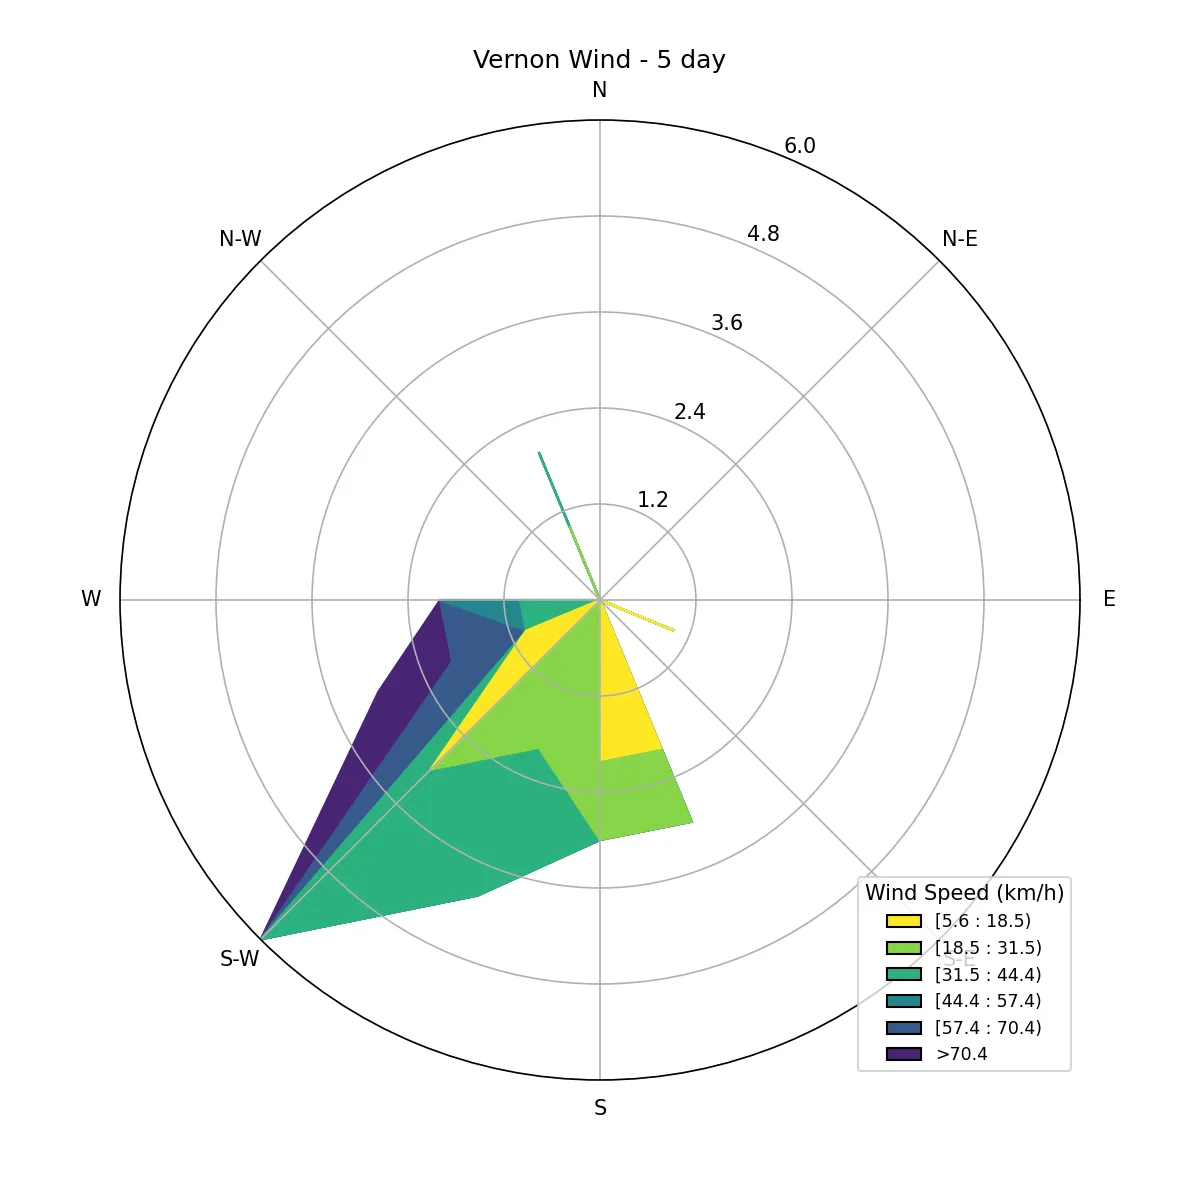 Vernon Wind - 5 day
N
6.0
N-W
4.8
N-E
3.6
2.4
1.2
W
E
Wind Speed (km/h)
[5.6 : 18.5)
[18.5 : 31.5)
S-W
S-E
[31.5 : 44.4)
[44.4 : 57.4)
[57.4 : 70.4)
>70.4
S